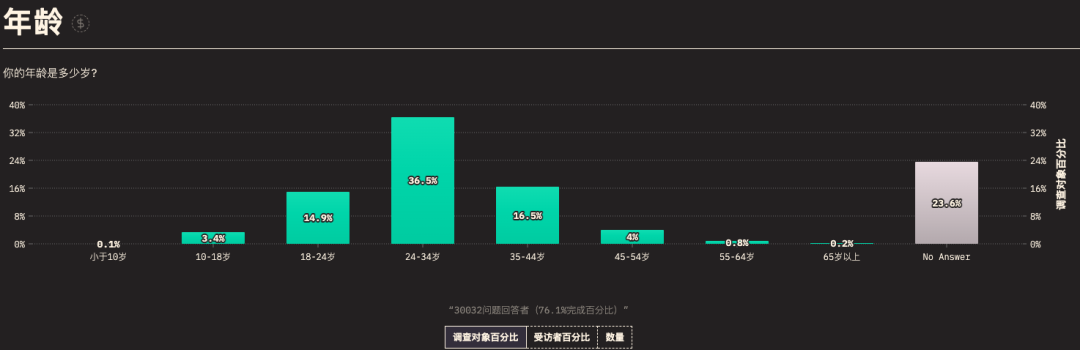 年龄 $
你的年龄是多少岁?
40% 40%
32% 32%
24% 24%
16% 16%
8% 8%
0% 0%
0.1% 3.4% 14.9% 36.5% 16.5% 4% 0.8% 0.2% 23.6%
小于10岁 10-18岁 18-24岁 24-34岁 35-44岁 45-54岁 55-64岁 65岁以上 No Answer
调查对象百分比
“30032问题回答者（76.1%完成百分比）”
调查对象百分比 受访者百分比 数量